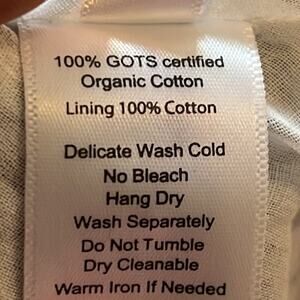 100% GOTS certified
Organic Cotton
Lining 100% Cotton
Delicate Wash Cold
No Bleach
Hang Dry
Wash Separately
Do Not Tumble
Dry Cleanable
Warm Iron If Needed